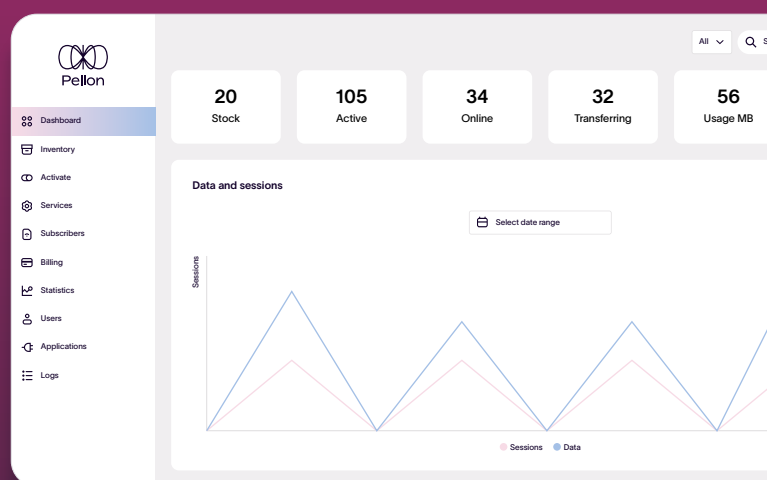 Pellon
Dashboard
Inventory
Activate
Services
Subscribers
Billing
Statistics
Users
Applications
Logs
All
S
20
Stock
105
Active
34
Online
32
Transferring
56
Usage MB
Data and sessions
Select date range
Sessions
Sessions
Data